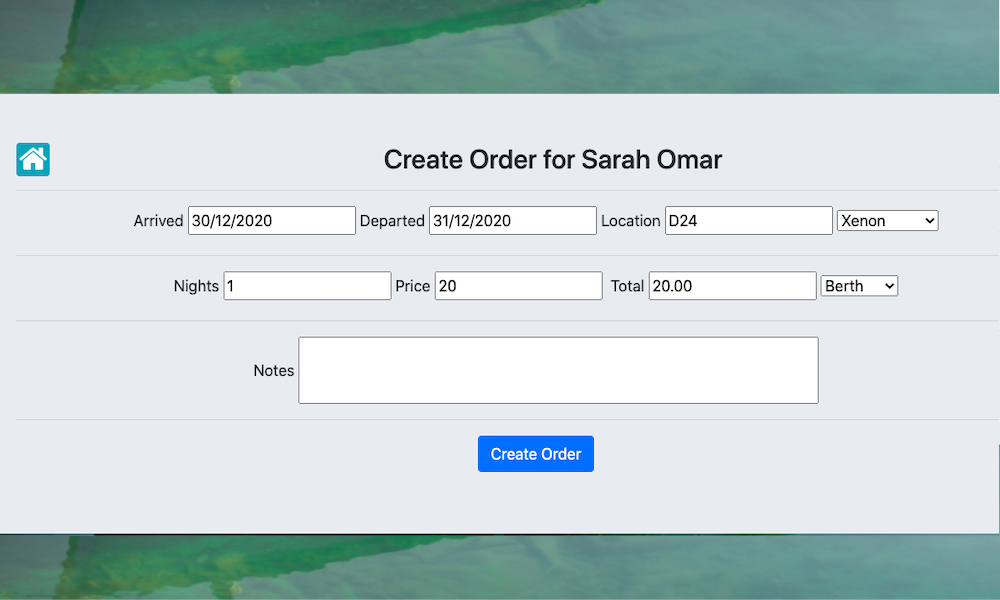 Create Order for Sarah Omar
Arrived 30/12/2020 Departed 31/12/2020 Location D24 Xenon
Nights 1 Price 20 Total 20.00 Berth
Notes
Create Order